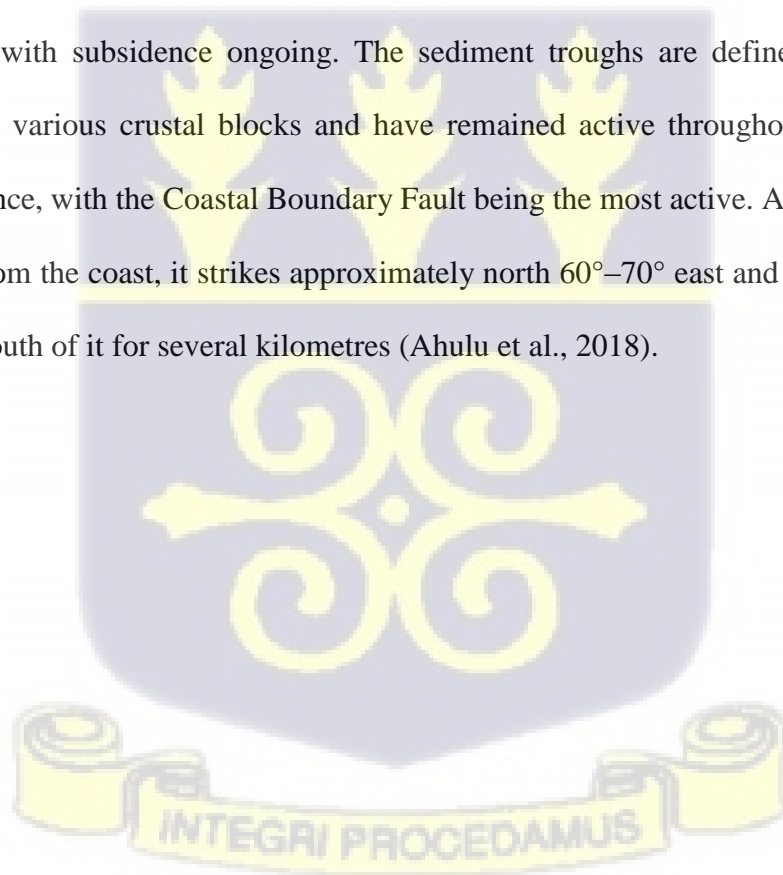 with subsidence ongoing. The sediment troughs are define
various crustal blocks and have remained active througho
nce, with the Coastal Boundary Fault being the most active. A
om the coast, it strikes approximately north 60°–70° east and
outh of it for several kilometres (Ahulu et al., 2018).
INTEGRI PROCEDAMUS